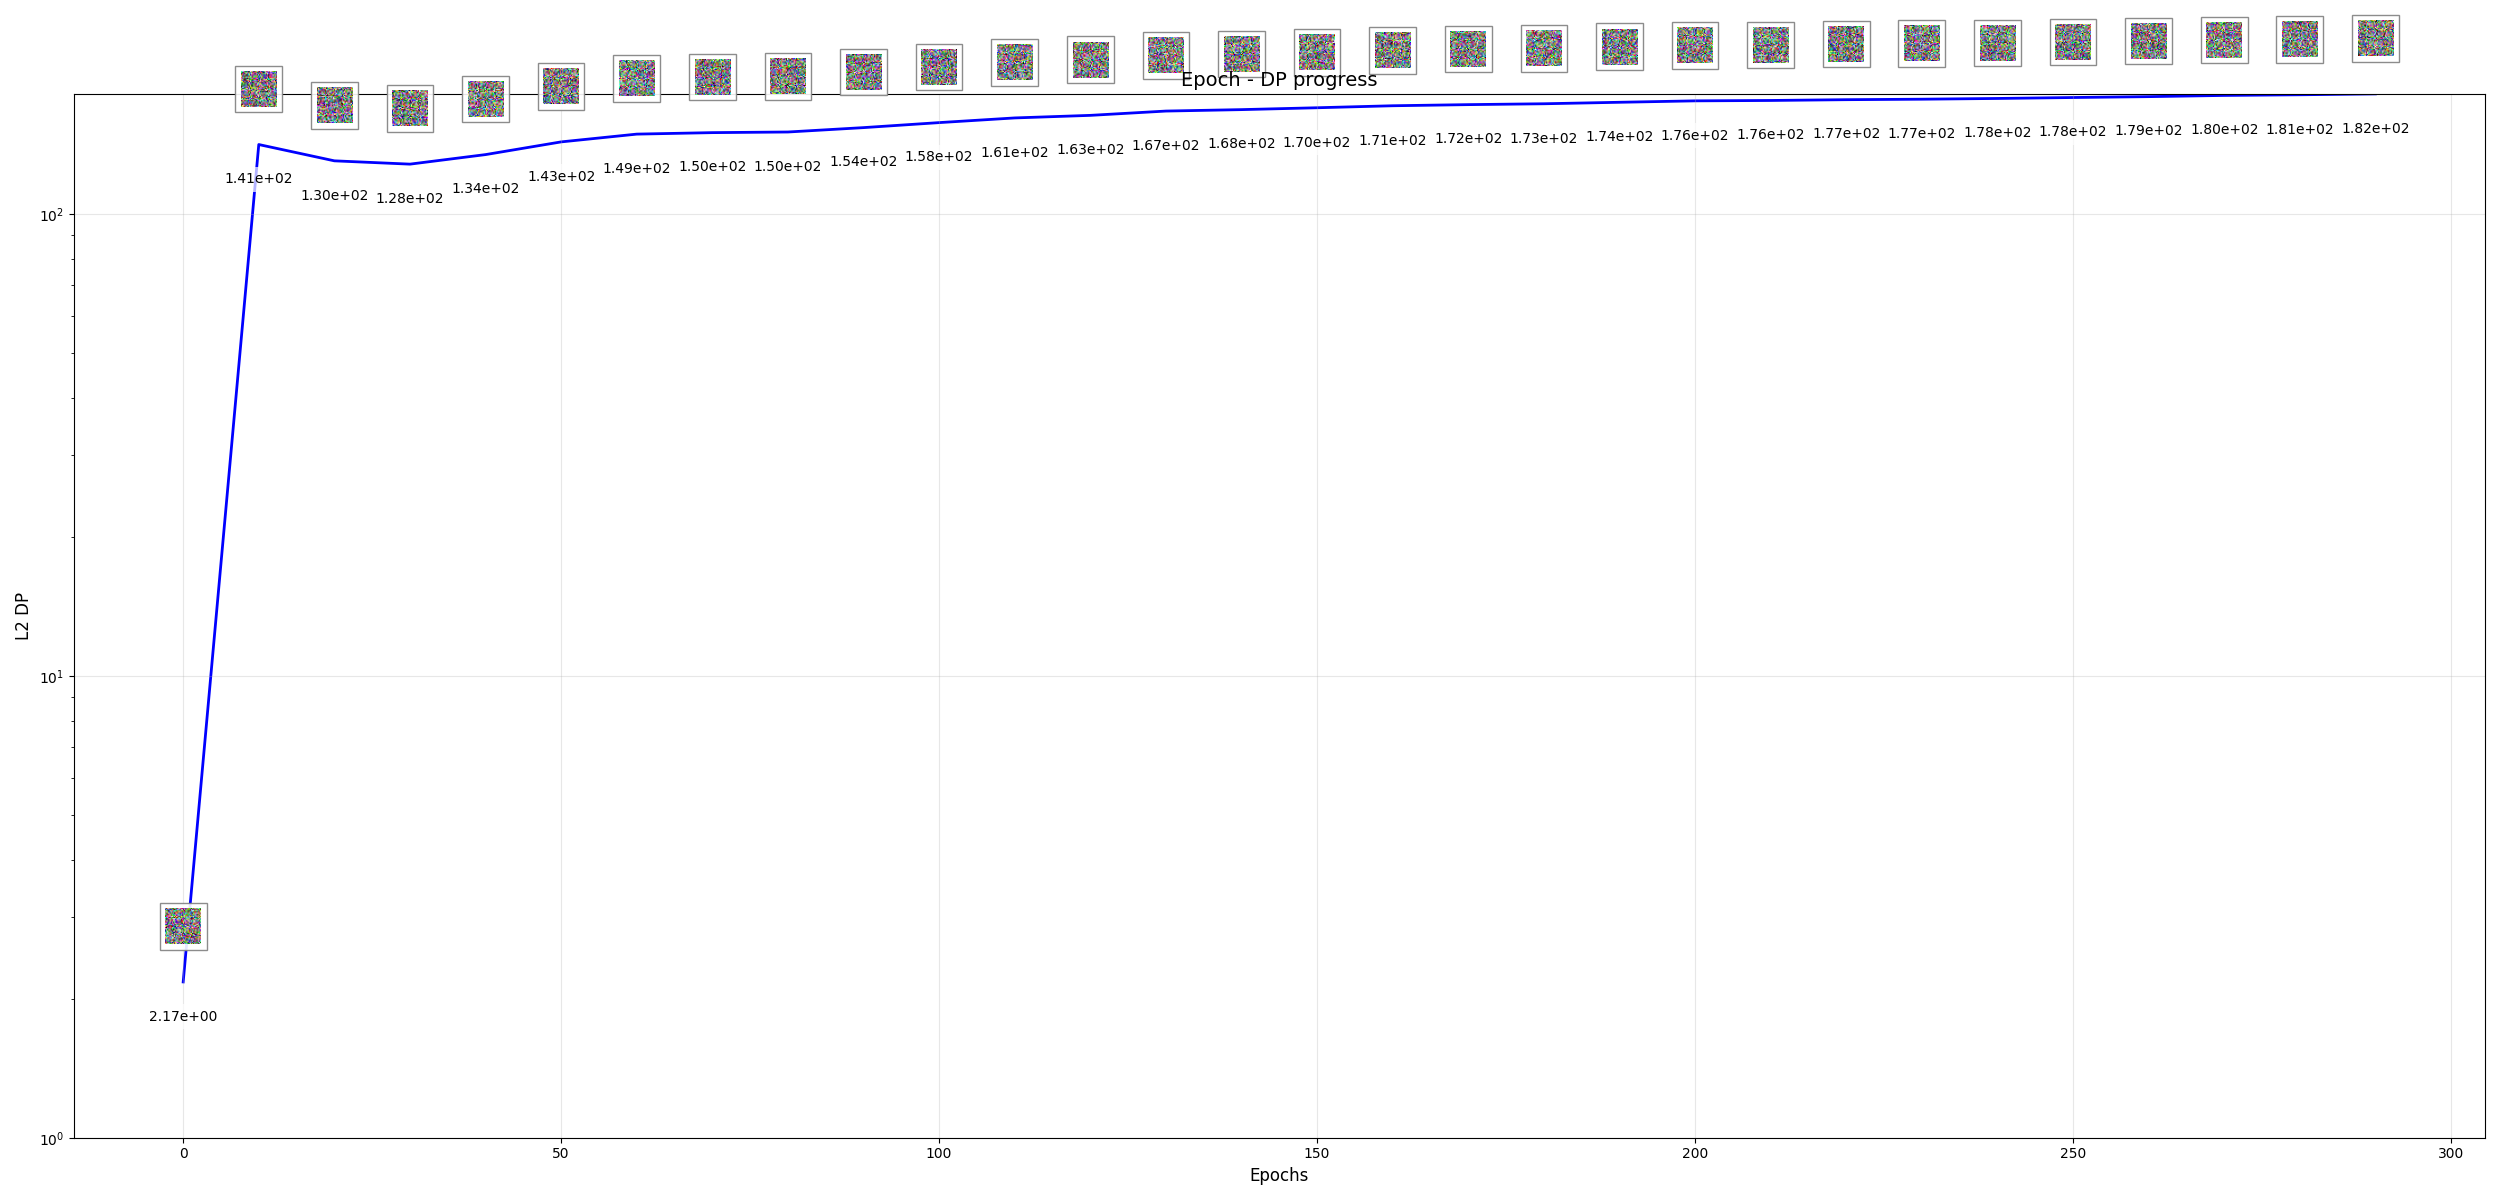 Epoch - DP progress
1.41e+02
1.30e+02
1.28e+02
1.34e+02
1.43e+02
1.49e+02
1.50e+02
1.50e+02
1.54e+02
1.58e+02
1.61e+02
1.63e+02
1.67e+02
1.68e+02
1.70e+02
1.71e+02
1.72e+02
1.73e+02
1.74e+02
1.76e+02
1.76e+02
1.77e+02
1.77e+02
1.78e+02
1.78e+02
1.79e+02
1.80e+02
1.81e+02
1.82e+02
10²
10¹
10⁰
L2 DP
2.17e+00
0 50 100 150 200 250 300
Epochs